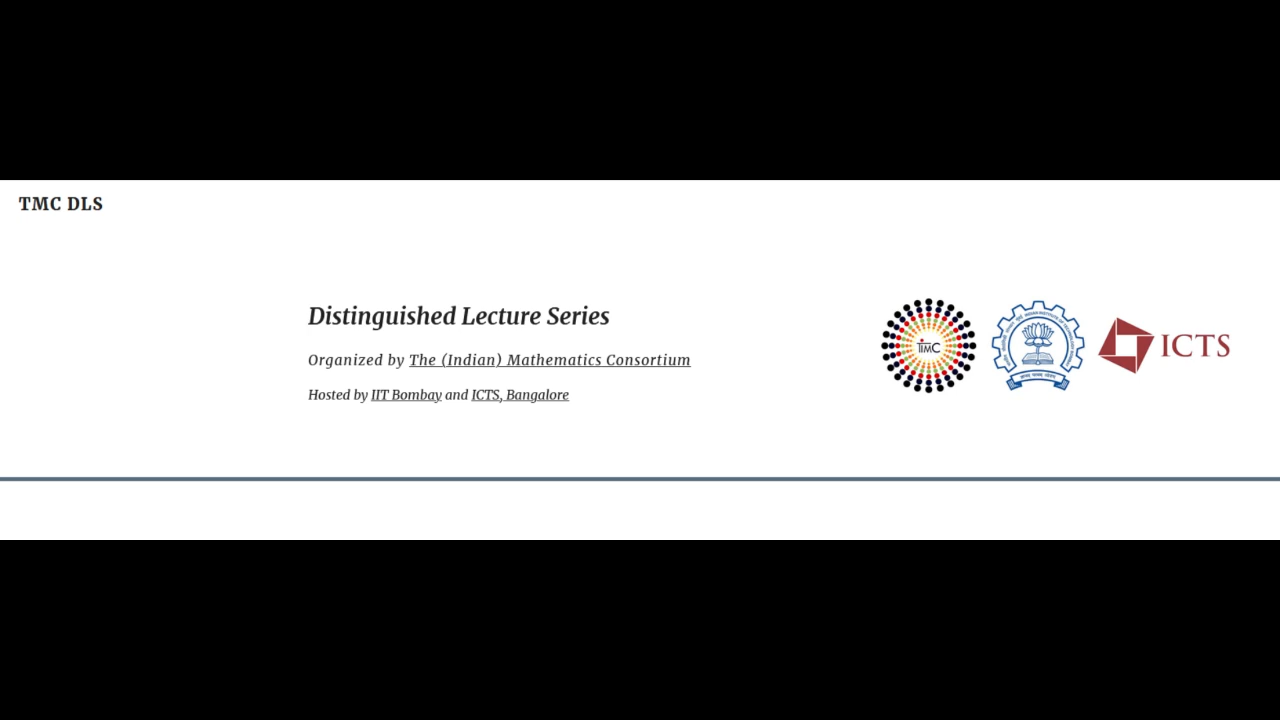 TMC DLS
Distinguished Lecture Series
Organized by The (Indian) Mathematics Consortium
Hosted by IIT Bombay and ICTS, Bangalore
TIMC
ICTS